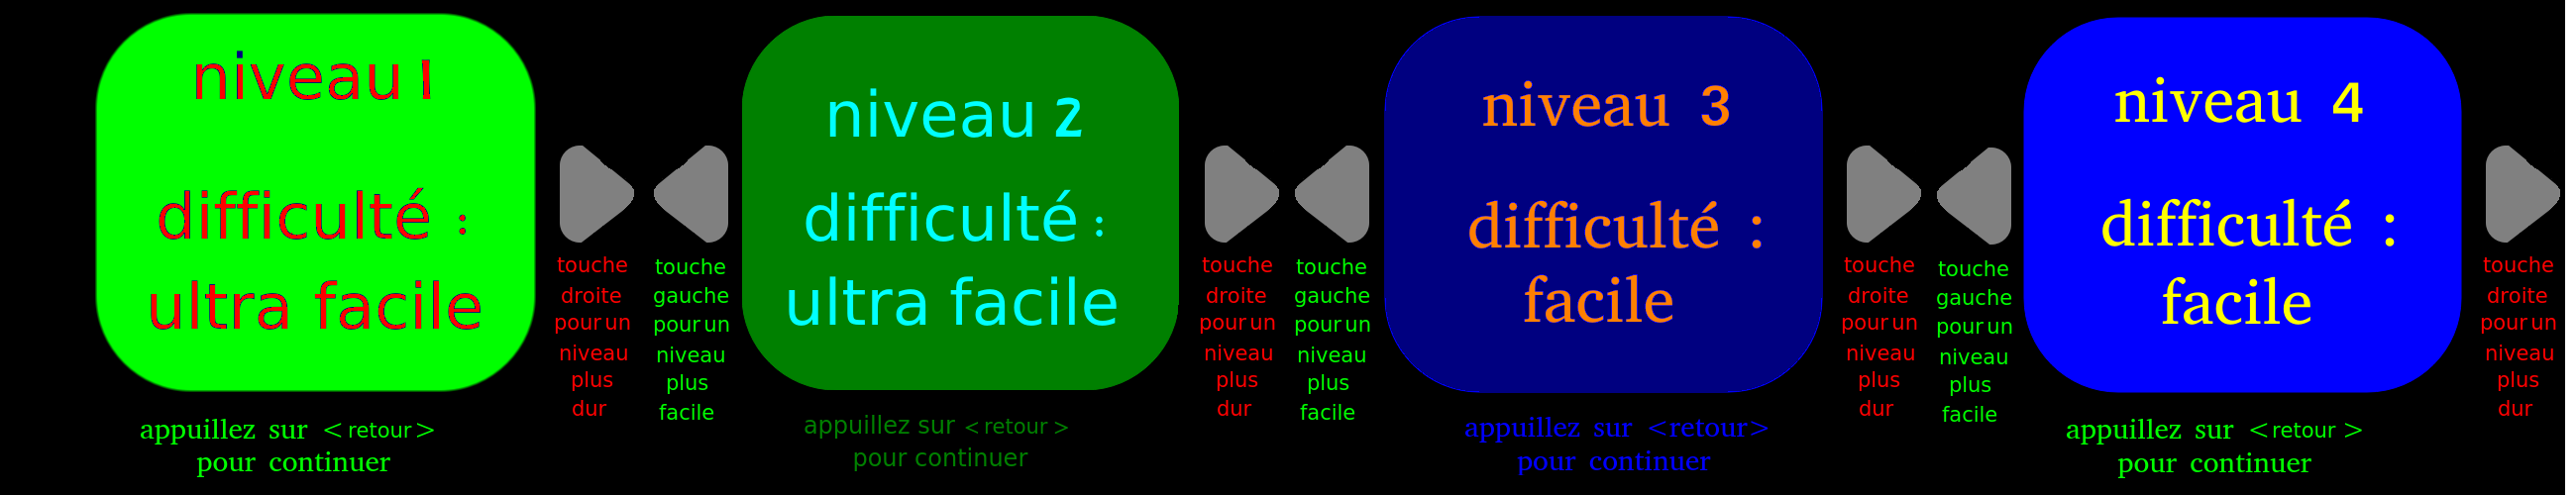 niveau 1
difficulté :
ultra facile
appuillez sur <retour>
pour continuer
touche
droite
pour un
niveau
plus
dur
touche
gauche
pour un
niveau
plus
facile
niveau 2
difficulté :
ultra facile
appuillez sur <retour >
pour continuer
touche
droite
pour un
niveau
plus
dur
touche
gauche
pour un
niveau
plus
facile
niveau 3
difficulté :
facile
appuillez sur <retour>
pour continuer
touche
droite
pour un
niveau
plus
dur
touche
gauche
pour un
niveau
plus
facile
niveau 4
difficulté :
facile
appuillez sur <retour >
pour continuer
touche
droite
pour un
niveau
plus
dur